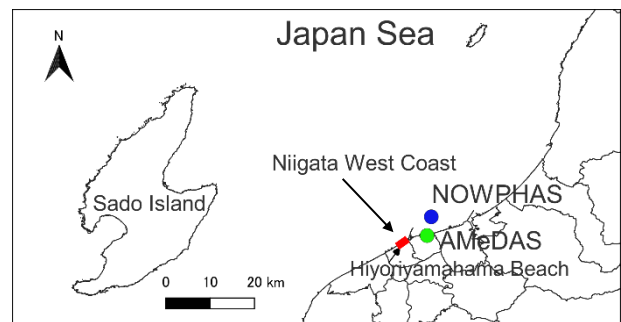 Japan Sea
N
Niigata West Coast
NOWPHAS
Sado Island
AMeDAS
Hiyoriyamahama Beach
0 10 20 km